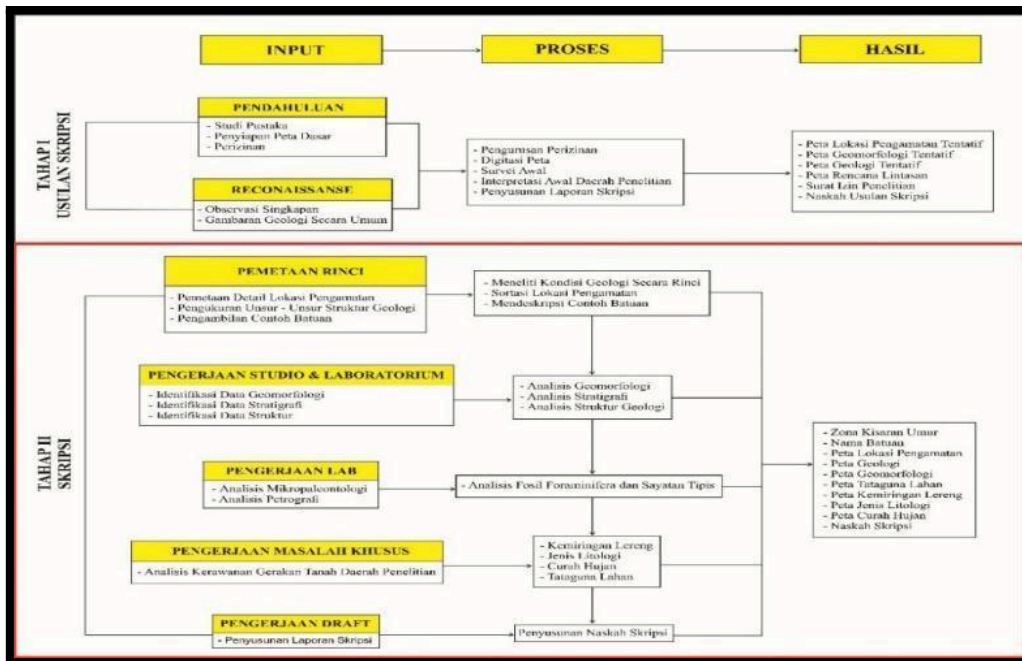 INPUT
PROSES
HASIL
TAHAP I
USULAN SKRIPSI
PENDAHULUAN
- Studi Pustaka
- Penyiapan Peta Dasar
- Perizinan
RECONAISSANSE
- Observasi Singkapan
- Gambaran Geologi Secara Umum
- Pengurusan Perizinan
- Digitasi Peta
- Survei Awal
- Interpretasi Awal Daerah Penelitian
- Penyusunan Laporan Skripsi
- Peta Lokasi Pengamatan Tentatif
- Peta Geomorfologi Tentatif
- Peta Geologi Tentatif
- Peta Rencana Lintasan
- Surat Izin Penelitian
- Naskah Usulan Skripsi
TAHAP II
SKRIPSI
PEMETAAN RINCI
- Pemetaan Detail Lokasi Pengamatan
- Pengukuran Unsur - Unsur Struktur Geologi
- Pengambilan Contoh Batuan
- Meneliti Kondisi Geologi Secara Rinci
- Sortasi Lokasi Pengamatan
- Mendeskripsi Contoh Batuan
PENGERJAAN STUDIO & LABORATORIUM
- Identifikasi Data Geomorfologi
- Identifikasi Data Stratigrafi
- Identifikasi Data Struktur
- Analisis Geomorfologi
- Analisis Stratigrafi
- Analisis Struktur Geologi
PENGERJAAN LAB
- Analisis Mikropaleontologi
- Analisis Petrografi
- Analisis Fosil Foraminifera dan Sayatan Tipis
PENGERJAAN MASALAH KHUSUS
- Analisis Kerawanan Gerakan Tanah Daerah Penelitian
- Kemiringan Lereng
- Jenis Litologi
- Curah Hujan
- Tataguna Lahan
PENGERJAAN DRAFT
- Penyusunan Laporan Skripsi
Penyusunan Naskah Skripsi
- Zona Kisaran Umur
- Nama Batuan
- Peta Lokasi Pengamatan
- Peta Geologi
- Peta Geomorfologi
- Peta Tataguna Lahan
- Peta Kemiringan Lereng
- Peta Jenis Litologi
- Peta Curah Hujan
- Naskah Skripsi